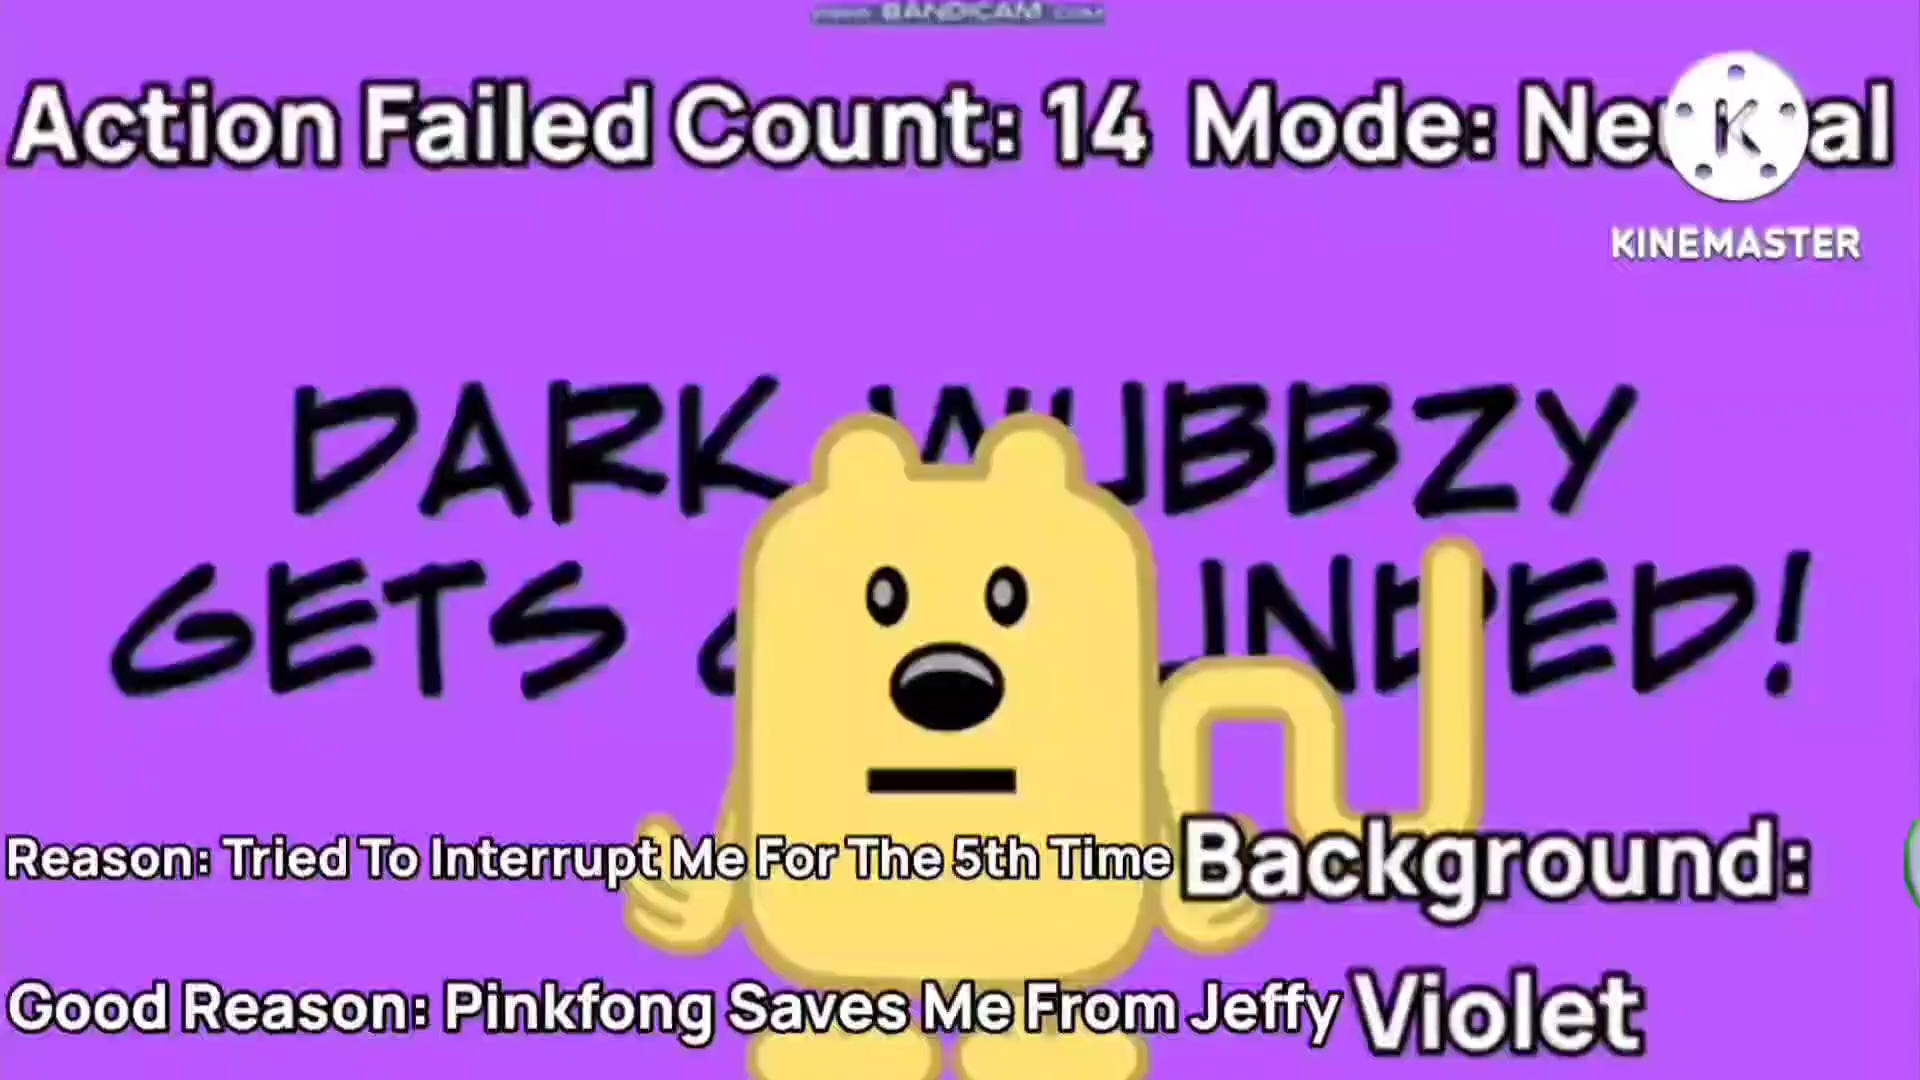 BANDICAM
Action Failed Count: 14 Mode:
KINEMASTER
DARK WUBBZY
GETS
Reason: Tried To Interrupt Me For The 5th Time Background:
Good Reason: Pinkfong Saves Me From Jeffy Violet